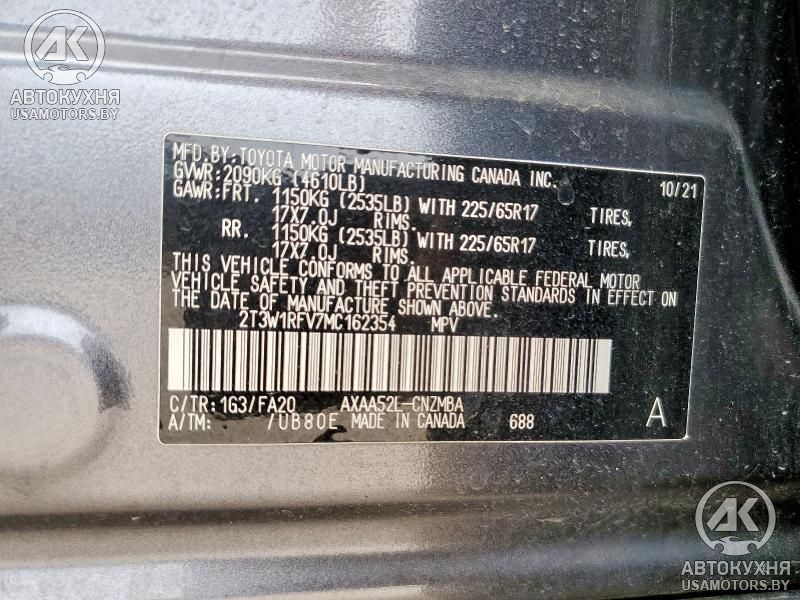 AK
АВТОКУХНЯ
USAMOTORS.BY
MFD.BY:TOYOTA MOTOR MANUFACTURING CANADA INC. 10/21
GVWR:2090KG (4610LB)
GAWR:FRT. 1150KG (2535LB) WITH 225/65R17 TIRES,
17X7.0J RIMS.
RR. 1150KG (2535LB) WITH 225/65R17 TIRES,
17X7.0J RIMS.
THIS VEHICLE CONFORMS TO ALL APPLICABLE FEDERAL MOTOR
VEHICLE SAFETY AND THEFT PREVENTION STANDARDS IN EFFECT ON
THE DATE OF MANUFACTURE SHOWN ABOVE.
2T3W1RFV7MC162354 MPV
C/TR:1G3/FA20 AXAA52L-CNZMBA
A/TM: /UB80E MADE IN CANADA 688 A
AK
АВТОКУХНЯ
USAMOTORS.BY